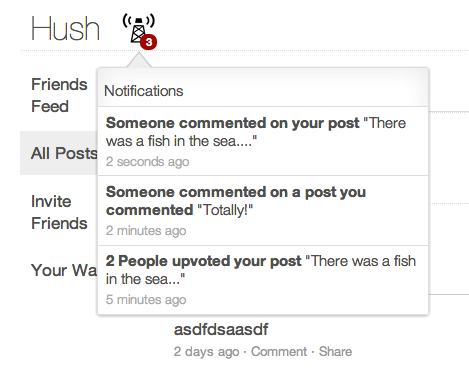 Hush
3
Friends
Feed
All Posts
Invite
Friends
Your Wa
Notifications
Someone commented on your post "There
was a fish in the sea...."
2 seconds ago
Someone commented on a post you
commented "Totally!"
2 minutes ago
2 People upvoted your post "There was a fish
in the sea..."
5 minutes ago
asdfdsaasdf
2 days ago · Comment · Share